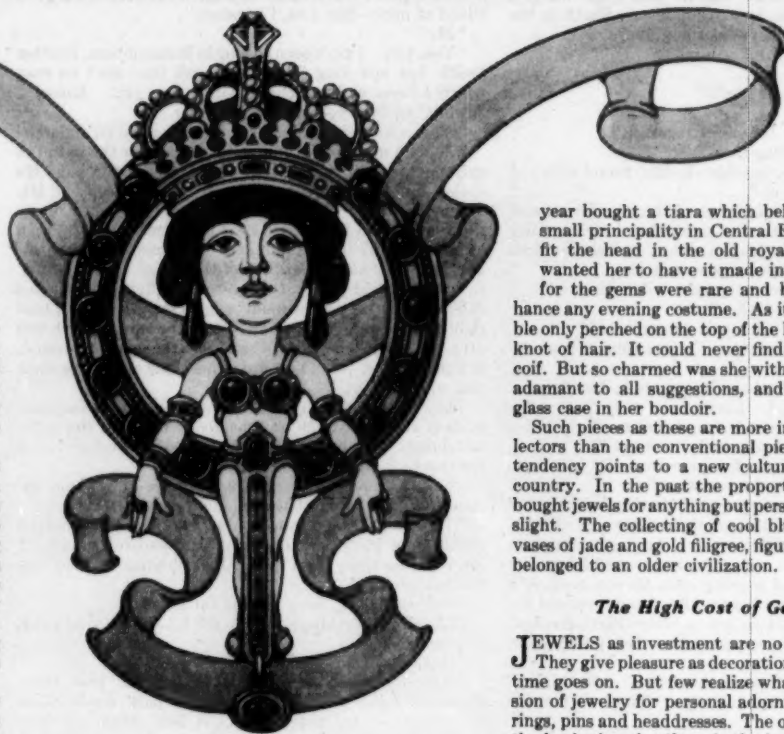 year bought a tiara which bel
small principality in Central E
fit the head in the old roya
wanted her to have it made in
for the gems were rare and h
hance any evening costume. As it
ble only perched on the top of the
knot of hair. It could never find
coif. But so charmed was she with
adamant to all suggestions, and
glass case in her boudoir.
Such pieces as these are more in
lectors than the conventional pie
tendency points to a new cultur
country. In the past the proport
bought jewels for anything but pers
slight. The collecting of cool bl
vases of jade and gold filigree, figu
belonged to an older civilization.
The High Cost of Ge
JEWELS as investment are no
They give pleasure as decoration
time goes on. But few realize wha
sion of jewelry for personal adorn
rings, pins and headdresses. The o